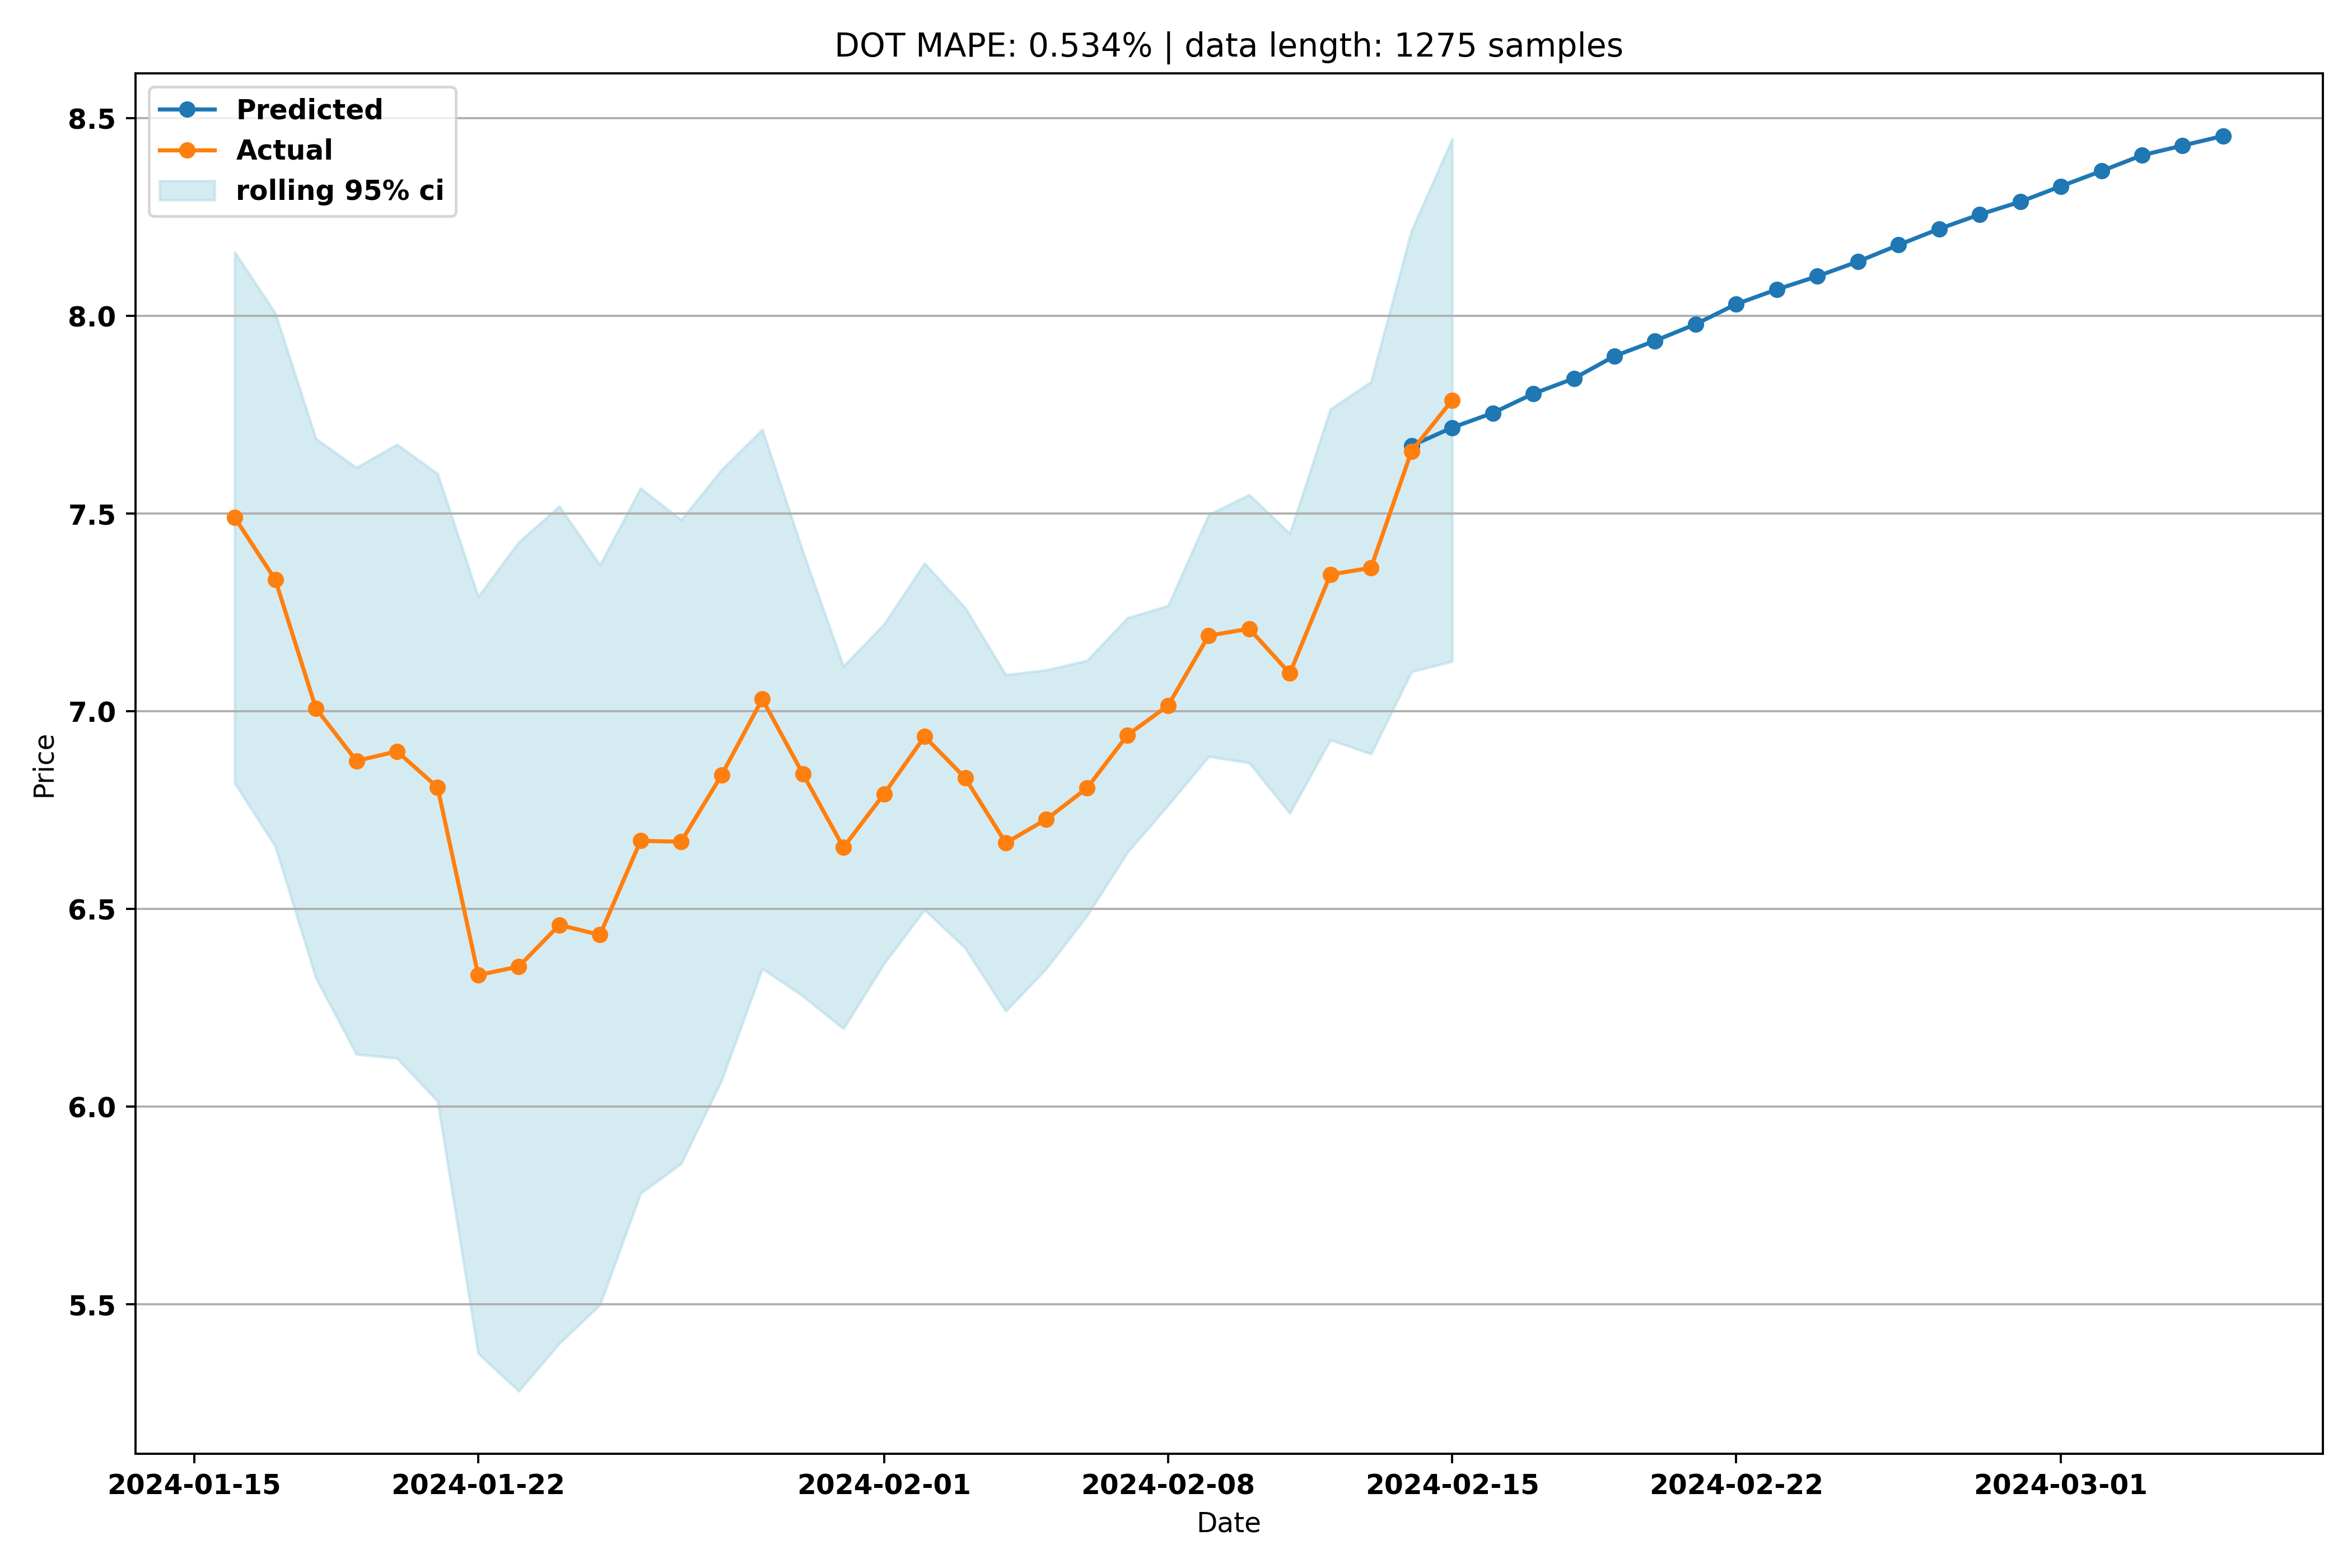 DOT MAPE: 0.534% | data length: 1275 samples
Predicted
Actual
rolling 95% ci
8.5
8.0
7.5
7.0
6.5
6.0
5.5
Price
2024-01-15
2024-01-22
2024-02-01
2024-02-08
2024-02-15
2024-02-22
2024-03-01
Date